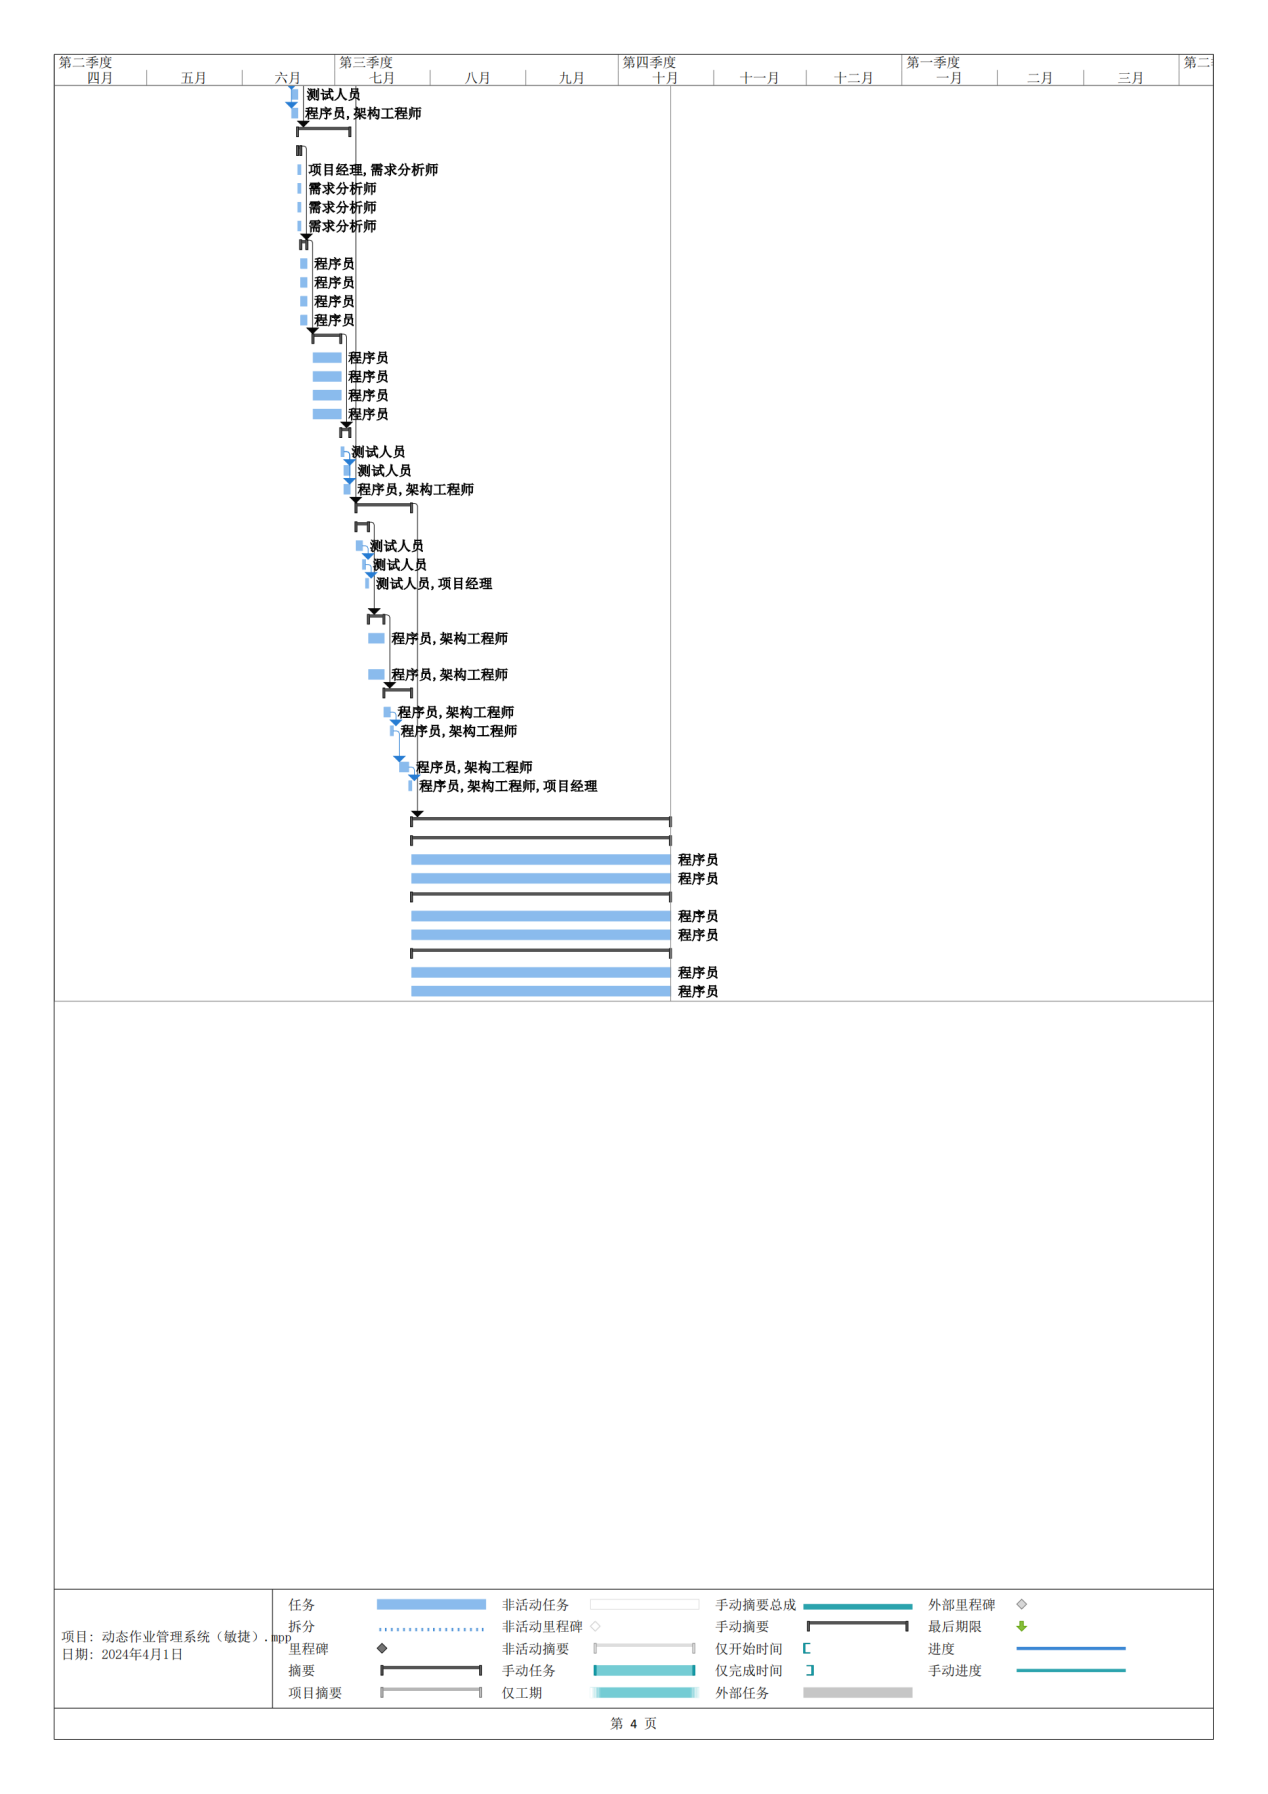 第二季度 第三季度 第四季度 第一季度 第二
四月 五月 六月 七月 八月 九月 十月 十一月 十二月 一月 二月 三月
测试人员
程序员,架构工程师
项目经理,需求分析师
需求分析师
需求分析师
需求分析师
程序员
程序员
程序员
程序员
程序员
程序员
程序员
程序员
测试人员
测试人员
程序员,架构工程师
测试人员
测试人员
测试人员,项目经理
程序员,架构工程师
程序员,架构工程师
程序员,架构工程师
程序员,架构工程师
程序员,架构工程师
程序员,架构工程师,项目经理
程序员
程序员
程序员
程序员
程序员
程序员
项目: 动态作业管理系统（敏捷）.mpp
日期: 2024年4月1日
任务
拆分
里程碑
摘要
项目摘要
非活动任务
非活动里程碑
非活动摘要
手动任务
仅工期
手动摘要总成
手动摘要
仅开始时间
仅完成时间
外部任务
外部里程碑
最后期限
进度
手动进度
第 4 页